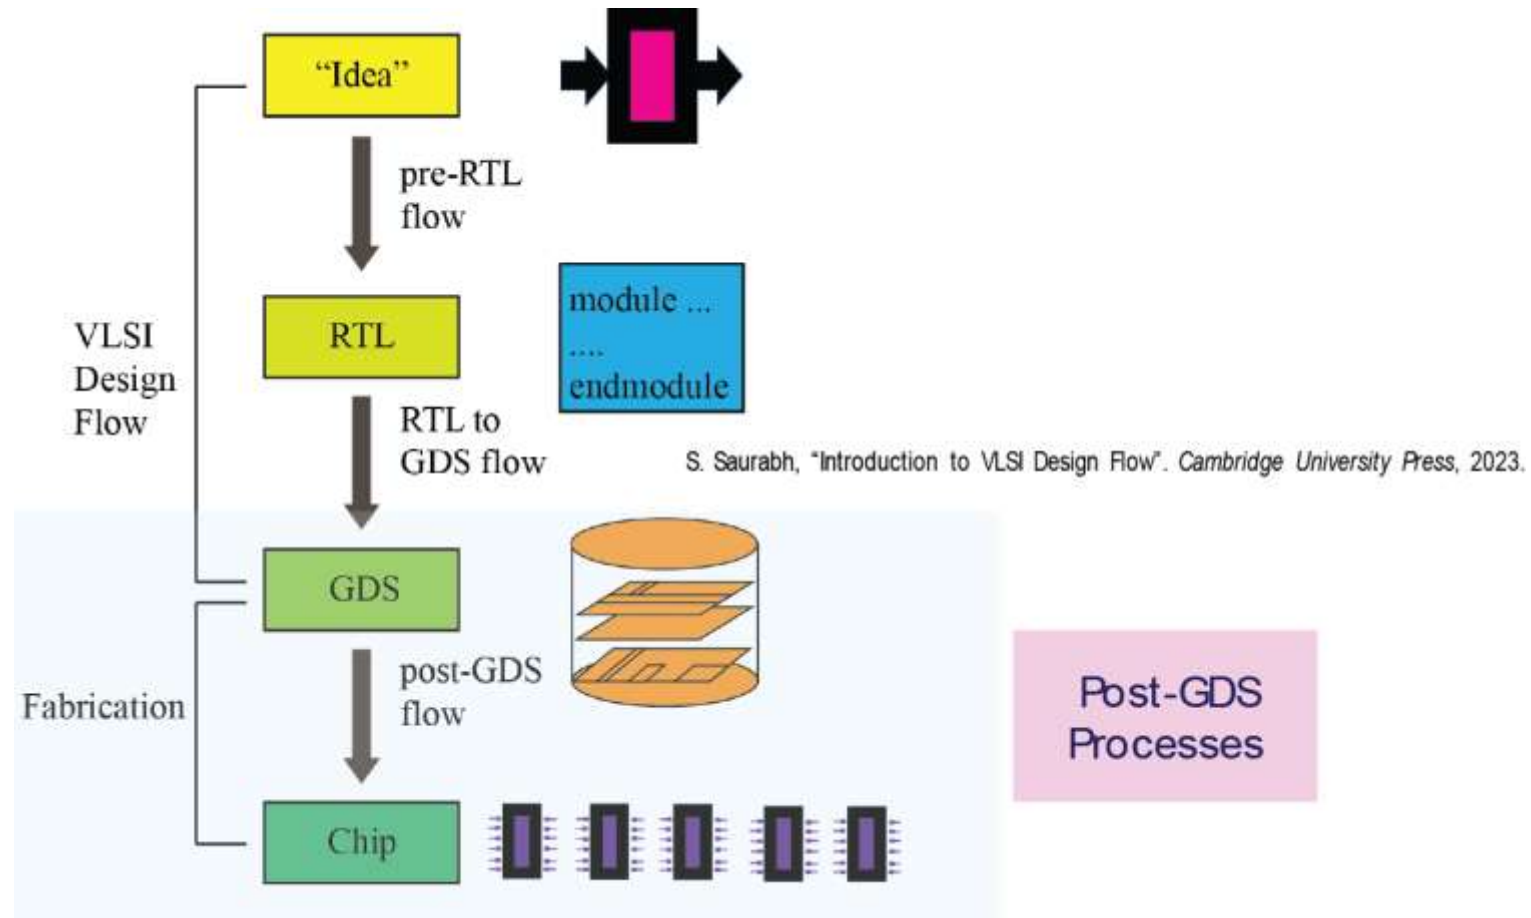 “Idea”
pre-RTL
flow
RTL
module ...
....
endmodule
VLSI
Design
Flow
RTL to
GDS flow
S. Saurabh, “Introduction to VLSI Design Flow”. Cambridge University Press, 2023.
GDS
post-GDS
flow
Fabrication
Post-GDS
Processes
Chip